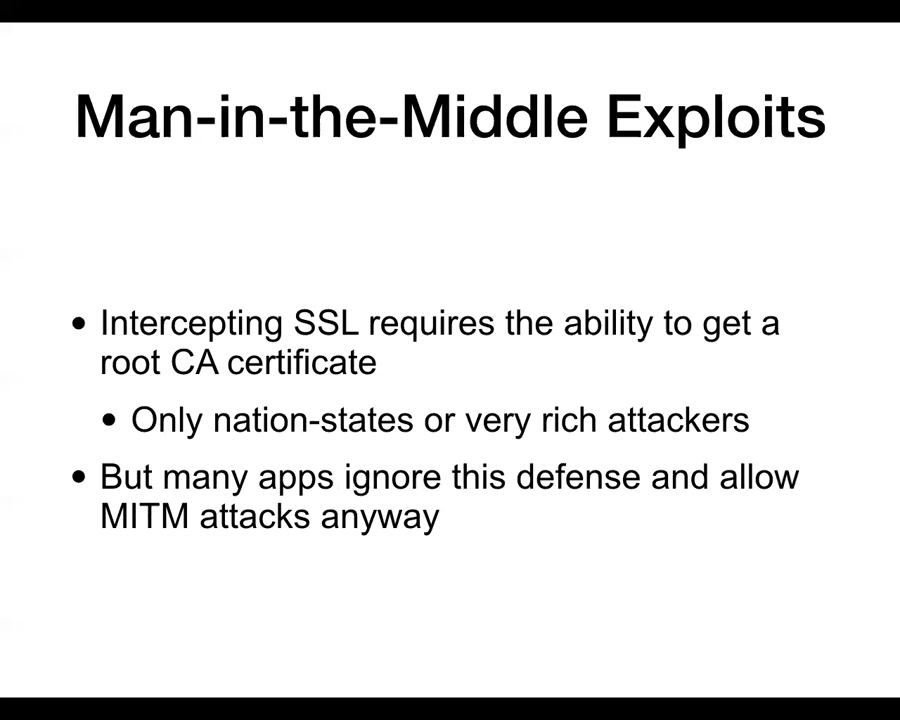 Man-in-the-Middle Exploits
• Intercepting SSL requires the ability to get a
root CA certificate
• Only nation-states or very rich attackers
• But many apps ignore this defense and allow
MITM attacks anyway